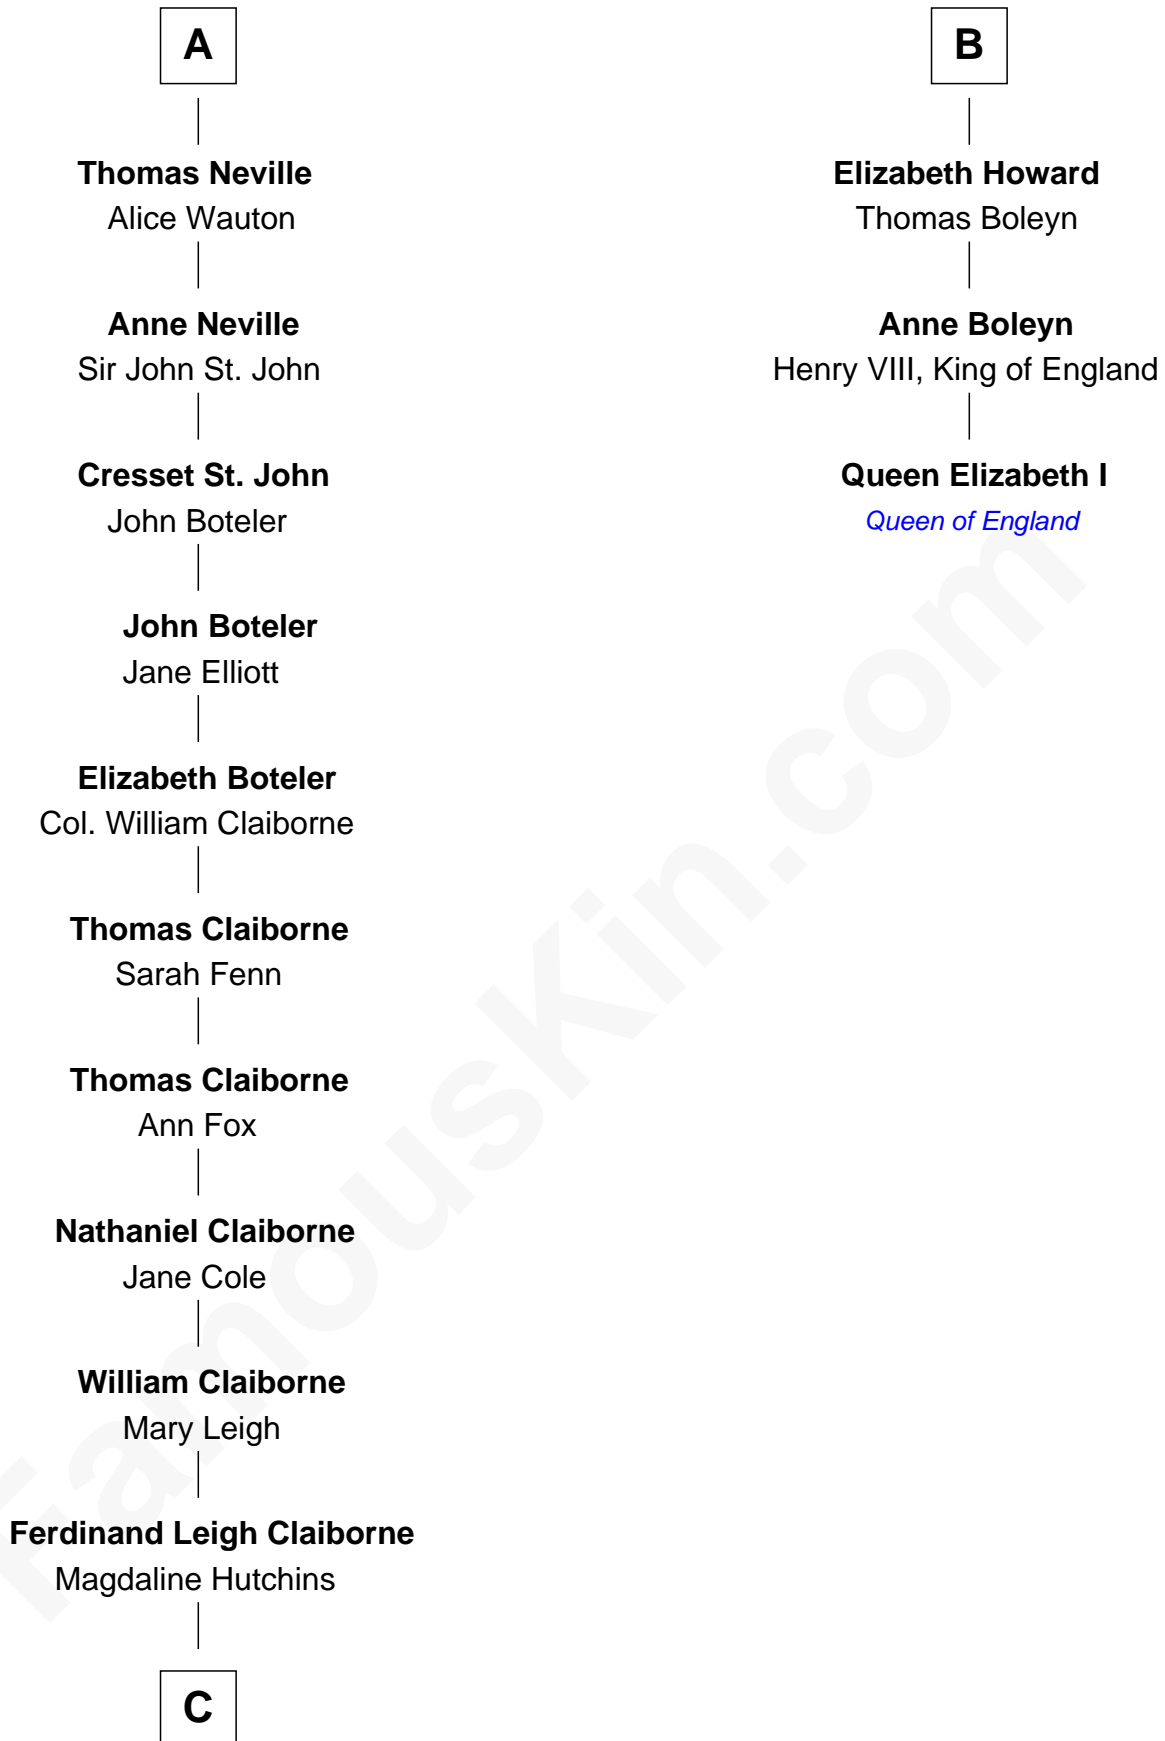 A
Thomas Neville
Alice Wauton
Anne Neville
Sir John St. John
Cresset St. John
John Boteler
John Boteler
Jane Elliott
Elizabeth Boteler
Col. William Claiborne
Thomas Claiborne
Sarah Fenn
Thomas Claiborne
Ann Fox
Nathaniel Claiborne
Jane Cole
William Claiborne
Mary Leigh
Ferdinand Leigh Claiborne
Magdaline Hutchins
C
B
Elizabeth Howard
Thomas Boleyn
Anne Boleyn
Henry VIII, King of England
Queen Elizabeth I
Queen of England
FamousKin.com